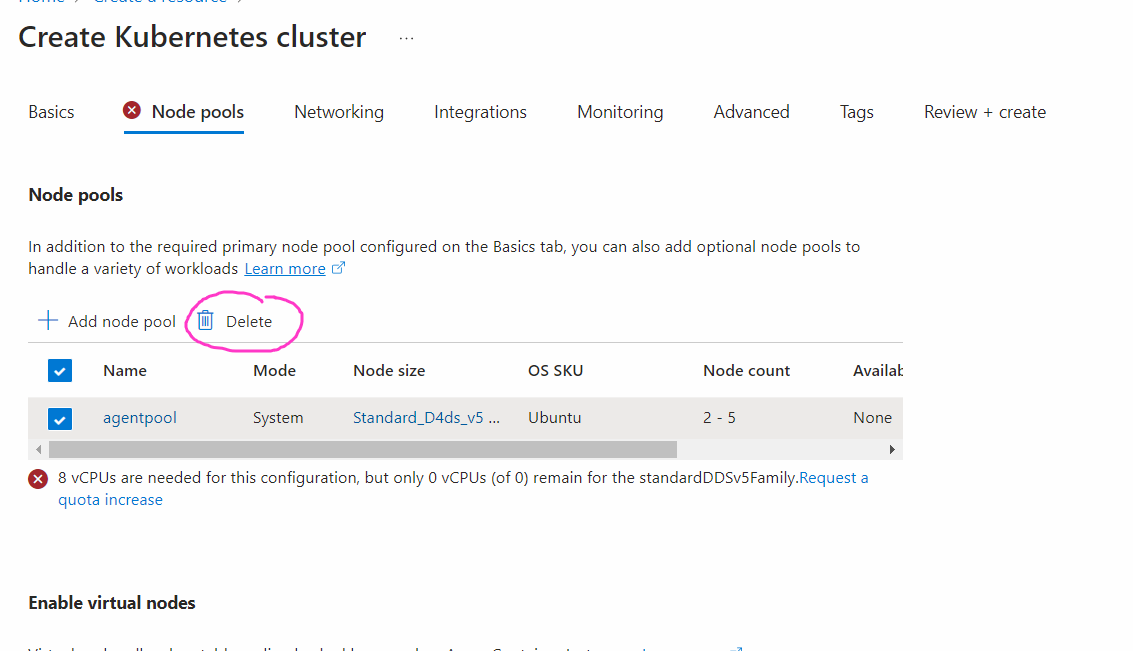 Home > Create a resource >
Create Kubernetes cluster ...
Basics Node pools Networking Integrations Monitoring Advanced Tags Review + create
Node pools
In addition to the required primary node pool configured on the Basics tab, you can also add optional node pools to
handle a variety of workloads Learn more
Add node pool Delete
Name Mode Node size OS SKU Node count Availab
agentpool System Standard_D4ds_v5 ... Ubuntu 2 - 5 None
8 vCPUs are needed for this configuration, but only 0 vCPUs (of 0) remain for the standardDDSv5Family.Request a
quota increase
Enable virtual nodes